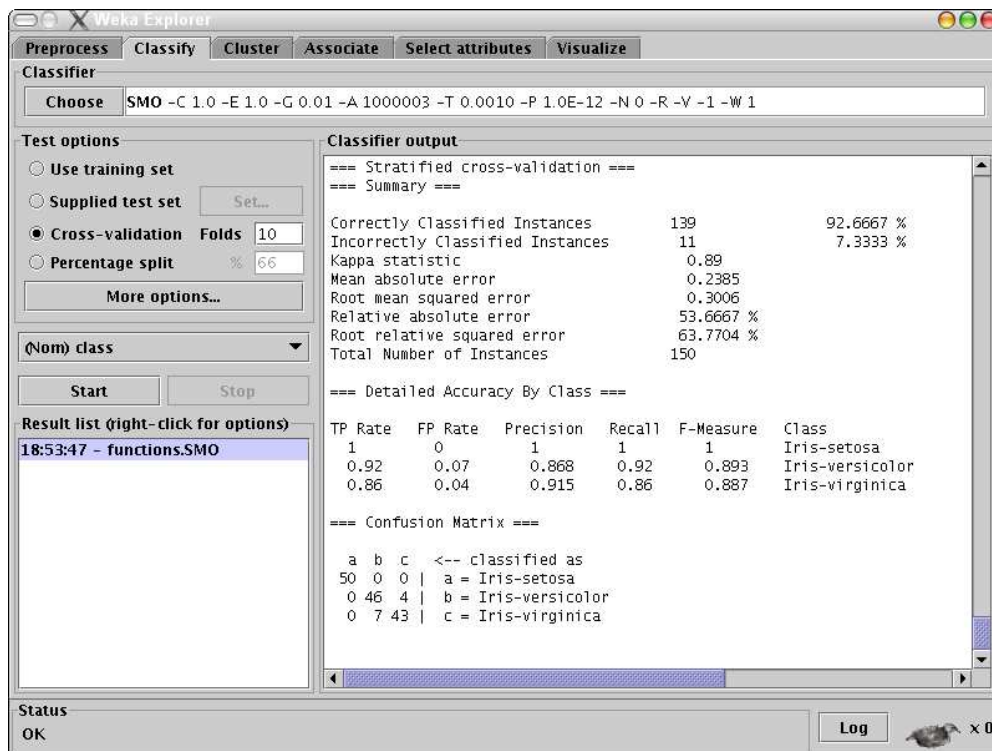 Weka Explorer
Preprocess Classify Cluster Associate Select attributes Visualize
Classifier
Choose SMO -C 1.0 -E 1.0 -G 0.01 -A 1000003 -T 0.0010 -P 1.0E-12 -N 0 -R -V -1 -W 1
Test options
Use training set
Supplied test set Set...
Cross-validation Folds 10
Percentage split % 66
More options...
(Nom) class
Start Stop
Result list (right-click for options)
18:53:47 - functions.SMO
Classifier output
=== Stratified cross-validation ===
=== Summary ===
Correctly Classified Instances 139 92.6667 %
Incorrectly Classified Instances 11 7.3333 %
Kappa statistic 0.89
Mean absolute error 0.2385
Root mean squared error 0.3006
Relative absolute error 53.6667 %
Root relative squared error 63.7704 %
Total Number of Instances 150
=== Detailed Accuracy By Class ===
TP Rate FP Rate Precision Recall F-Measure Class
1 0 1 1 1 Iris-setosa
0.92 0.07 0.868 0.92 0.893 Iris-versicolor
0.86 0.04 0.915 0.86 0.887 Iris-virginica
=== Confusion Matrix ===
a b c <-- classified as
50 0 0 | a = Iris-setosa
0 46 4 | b = Iris-versicolor
0 7 43 | c = Iris-virginica
Status
OK
Log x 0